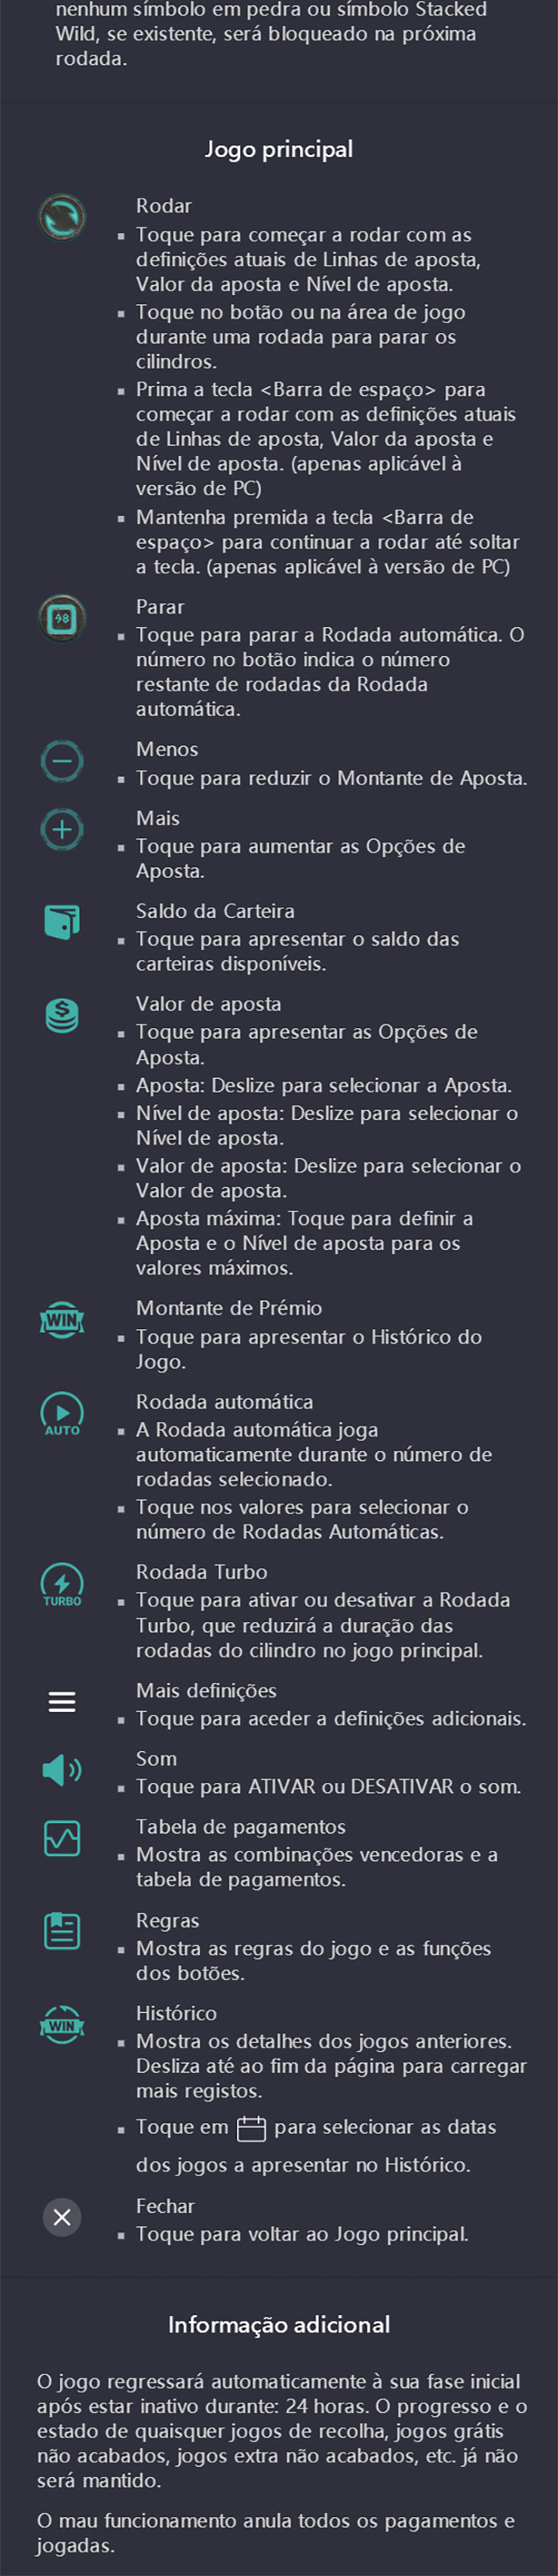 nenhum símbolo em pedra ou símbolo Stacked
Wild, se existente, será bloqueado na próxima
rodada.
Jogo principal
Rodar
Toque para começar a rodar com as
definições atuais de Linhas de aposta,
Valor da aposta e Nível de aposta.
Toque no botão ou na área de jogo
durante uma rodada para parar os
cilindros.
Prima a tecla <Barra de espaço> para
começar a rodar com as definições atuais
de Linhas de aposta, Valor da aposta e
Nível de aposta. (apenas aplicável à
versão de PC)
Mantenha premida a tecla <Barra de
espaço> para continuar a rodar até soltar
a tecla. (apenas aplicável à versão de PC)
48
Parar
Toque para parar a Rodada automática. O
número no botão indica o número
restante de rodadas da Rodada
automática.
Menos
Toque para reduzir o Montante de Aposta.
Mais
Toque para aumentar as Opções de
Aposta.
Saldo da Carteira
Toque para apresentar o saldo das
carteiras disponíveis.
Valor de aposta
Toque para apresentar as Opções de
Aposta.
Aposta: Deslize para selecionar a Aposta.
Nível de aposta: Deslize para selecionar o
Nível de aposta.
Valor de aposta: Deslize para selecionar o
Valor de aposta.
Aposta máxima: Toque para definir a
Aposta e o Nível de aposta para os
valores máximos.
WIN
Montante de Prémio
Toque para apresentar o Histórico do
Jogo.
AUTO
Rodada automática
A Rodada automática joga
automaticamente durante o número de
rodadas selecionado.
Toque nos valores para selecionar o
número de Rodadas Automáticas.
TURBO
Rodada Turbo
Toque para ativar ou desativar a Rodada
Turbo, que reduzirá a duração das
rodadas do cilindro no jogo principal.
Mais definições
Toque para aceder a definições adicionais.
Som
Toque para ATIVAR ou DESATIVAR o som.
Tabela de pagamentos
Mostra as combinações vencedoras e a
tabela de pagamentos.
Regras
Mostra as regras do jogo e as funções
dos botões.
WIN
Histórico
Mostra os detalhes dos jogos anteriores.
Desliza até ao fim da página para carregar
mais registos.
Toque em para selecionar as datas
dos jogos a apresentar no Histórico.
Fechar
Toque para voltar ao Jogo principal.
Informação adicional
O jogo regressará automaticamente à sua fase inicial
após estar inativo durante: 24 horas. O progresso e o
estado de quaisquer jogos de recolha, jogos grátis
não acabados, jogos extra não acabados, etc. já não
será mantido.
O mau funcionamento anula todos os pagamentos e
jogadas.